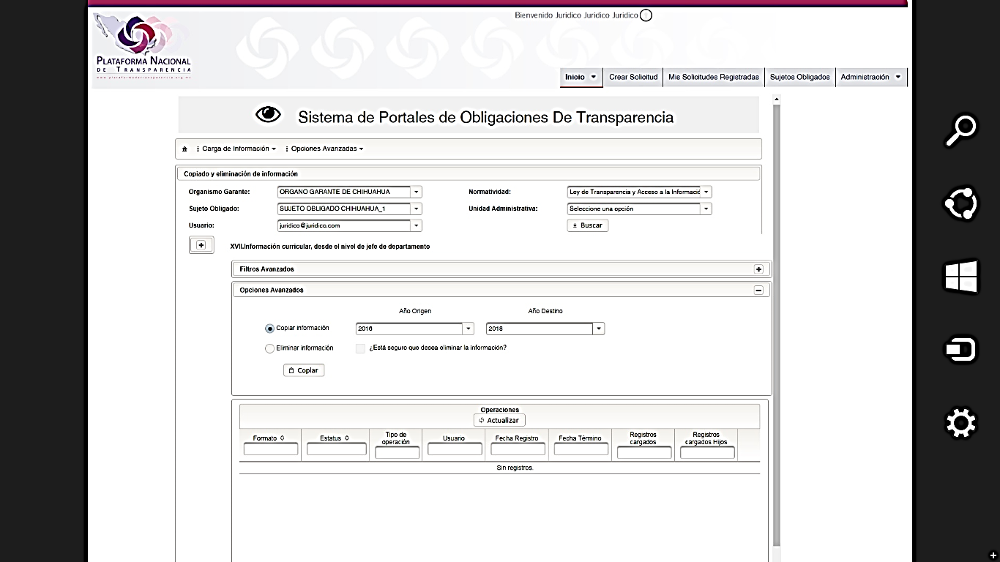 Bienvenido Juridico Juridico Juridico
PLATAFORMA NACIONAL
DE TRANSPARENCIA
www.plataformadetransparencia.org.mx
Inicio Crear Solicitud Mis Solicitudes Registradas Sujetos Obligados Administración
Sistema de Portales de Obligaciones De Transparencia
Carga de Información Opciones Avanzadas
Copiado y eliminación de información
Organismo Garante: ORGANO GARANTE DE CHIHUAHUA Normatividad: Ley de Transparencia y Acceso a la Informació
Sujeto Obligado: SUJETO OBLIGADO CHIHUAHUA_1 Unidad Administrativa: Seleccione una opción
Usuario: juridico@juridico.com Buscar
XVII.Información curricular, desde el nivel de jefe de departamento
Filtros Avanzados
Opciones Avanzados
Año Origen Año Destino
Copiar información 2016 2018
Eliminar información ¿Está seguro que desea eliminar la información?
Copiar
Operaciones
Actualizar
Formato Estatus Tipo de operación Usuario Fecha Registro Fecha Término Registros cargados Registros cargados Hijos
Sin registros.